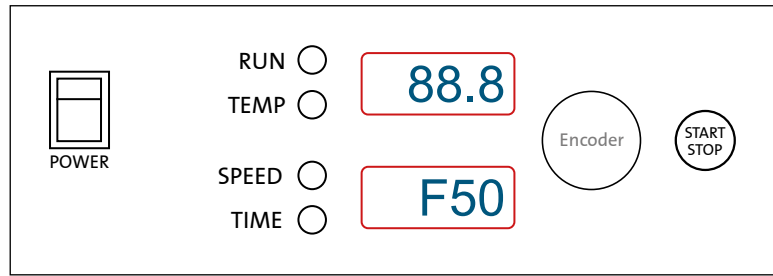 POWER
RUN
TEMP
88.8
SPEED
TIME
F50
Encoder
START
STOP